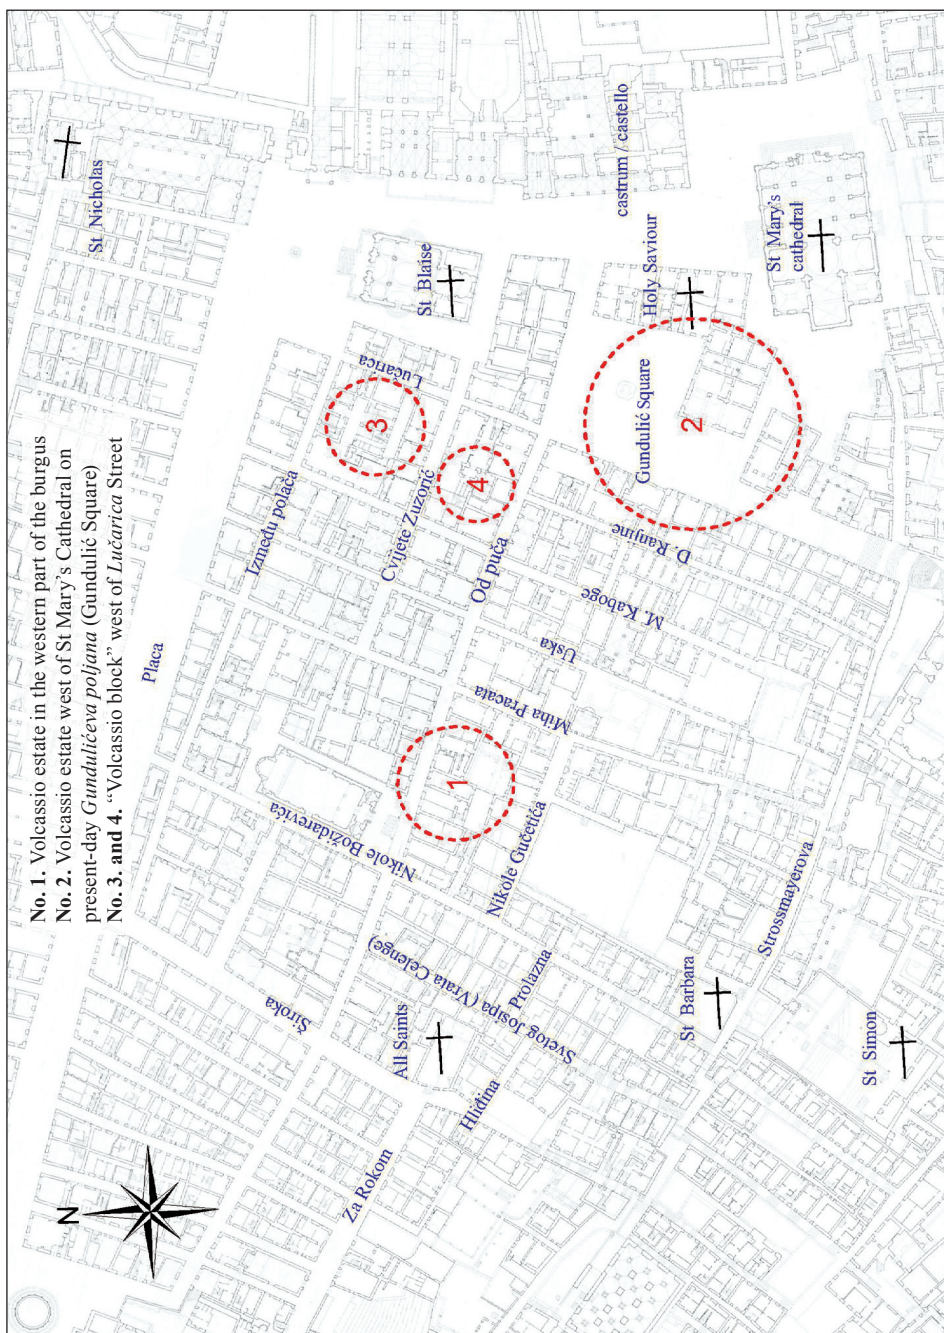 No. 1. Volcassio estate in the western part of the burgus
No. 2. Volcassio estate west of St Mary's Cathedral on
present-day Gundulićeva poljana (Gundulić Square)
No. 3. and 4. "Volcassio block" west of Lučarica Street
N
St Nicholas
Placa
Između polača
Lučarica
St Blaise
castrum / castello
3
Široka
Nikole Božidarevića
Cvijete Zuzorić
4
Od puča
Holy Saviour
St Mary's
cathedral
Gundulić Square
2
1
All Saints
Za Rokom
Hliđina
Svetog Josipa (Vrata Celenge)
Prolazna
Nikole Gučetića
Miha Pracata
Uska
M. Kaboge
D. Ranjine
St Barbara
Strossmayerova
St Simon